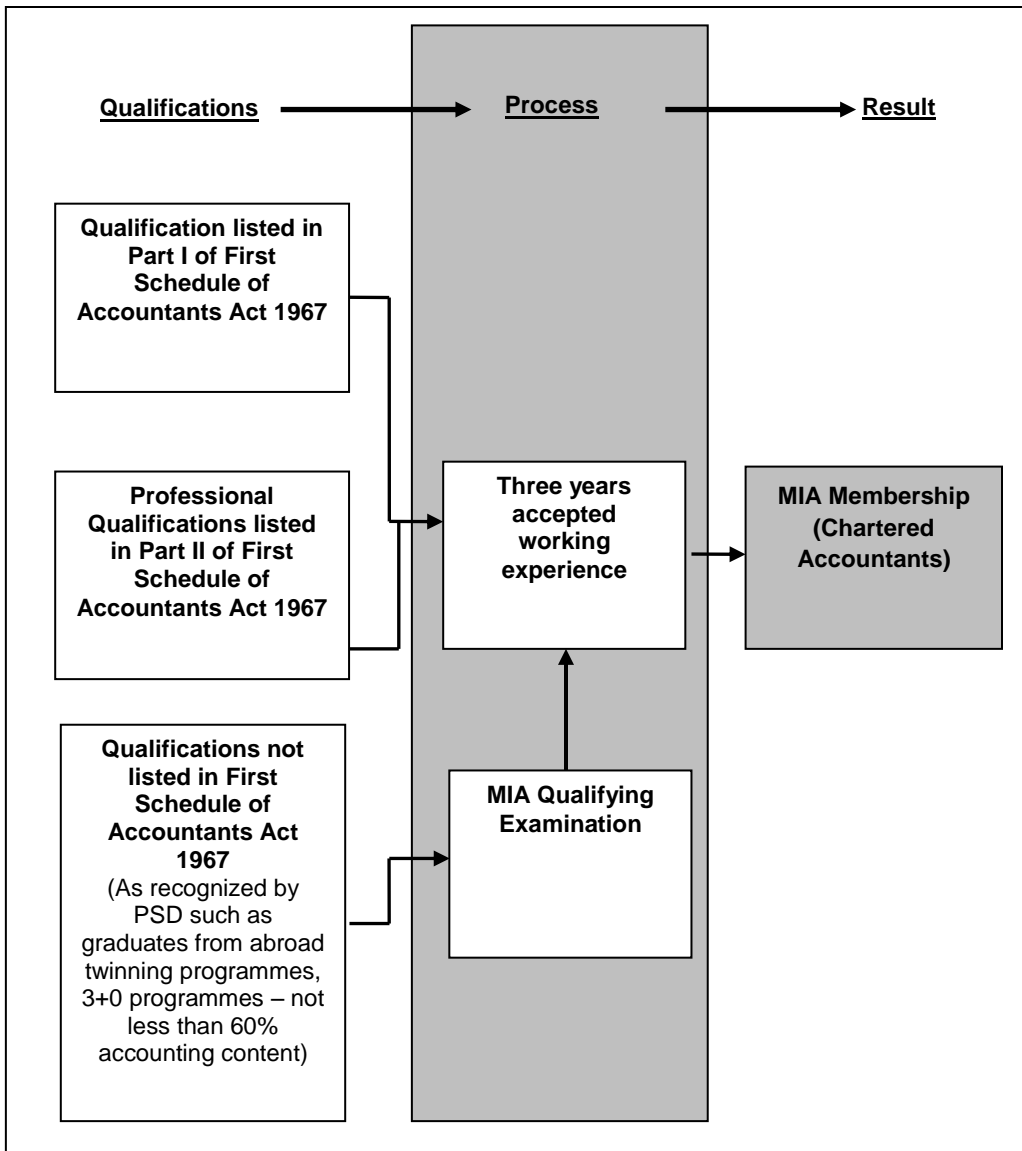 Qualifications
Process
Result
Qualification listed in
Part I of First
Schedule of
Accountants Act 1967
Professional
Qualifications listed
in Part II of First
Schedule of
Accountants Act 1967
Three years
accepted
working
experience
MIA Membership
(Chartered
Accountants)
Qualifications not
listed in First
Schedule of
Accountants Act
1967
(As recognized by
PSD such as
graduates from abroad
twinning programmes,
3+0 programmes – not
less than 60%
accounting content)
MIA Qualifying
Examination